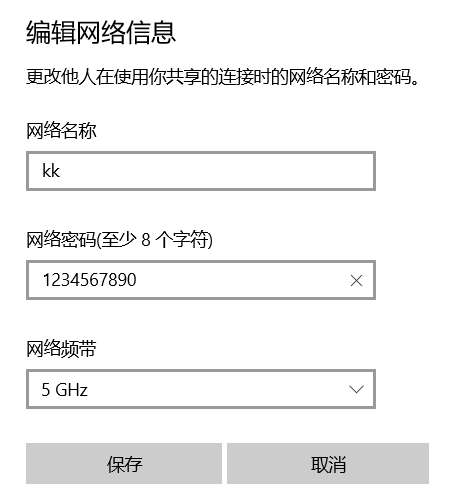 编辑网络信息
更改他人在使用你共享的连接时的网络名称和密码。
网络名称
kk
网络密码(至少 8 个字符)
1234567890
网络频带
5 GHz
保存
取消